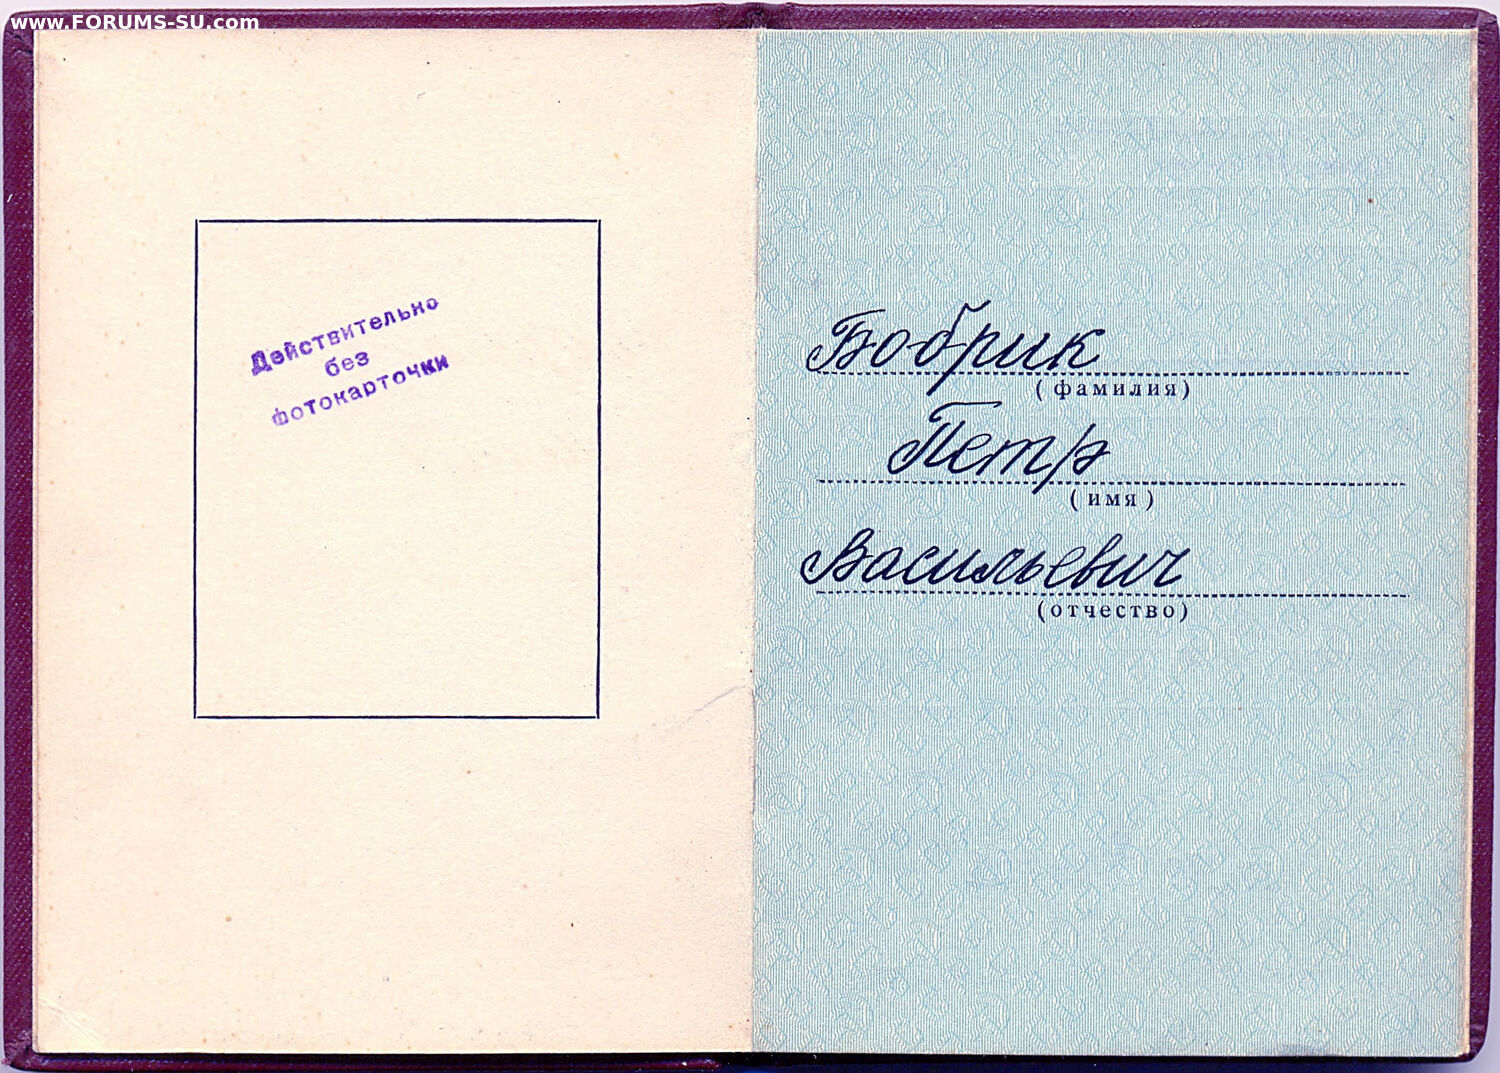 www.FORUMS-SU.com
Действительно
без
фотокарточки
Бобрик
(фамилия)
Петр
(имя)
Васильевич
(отчество)